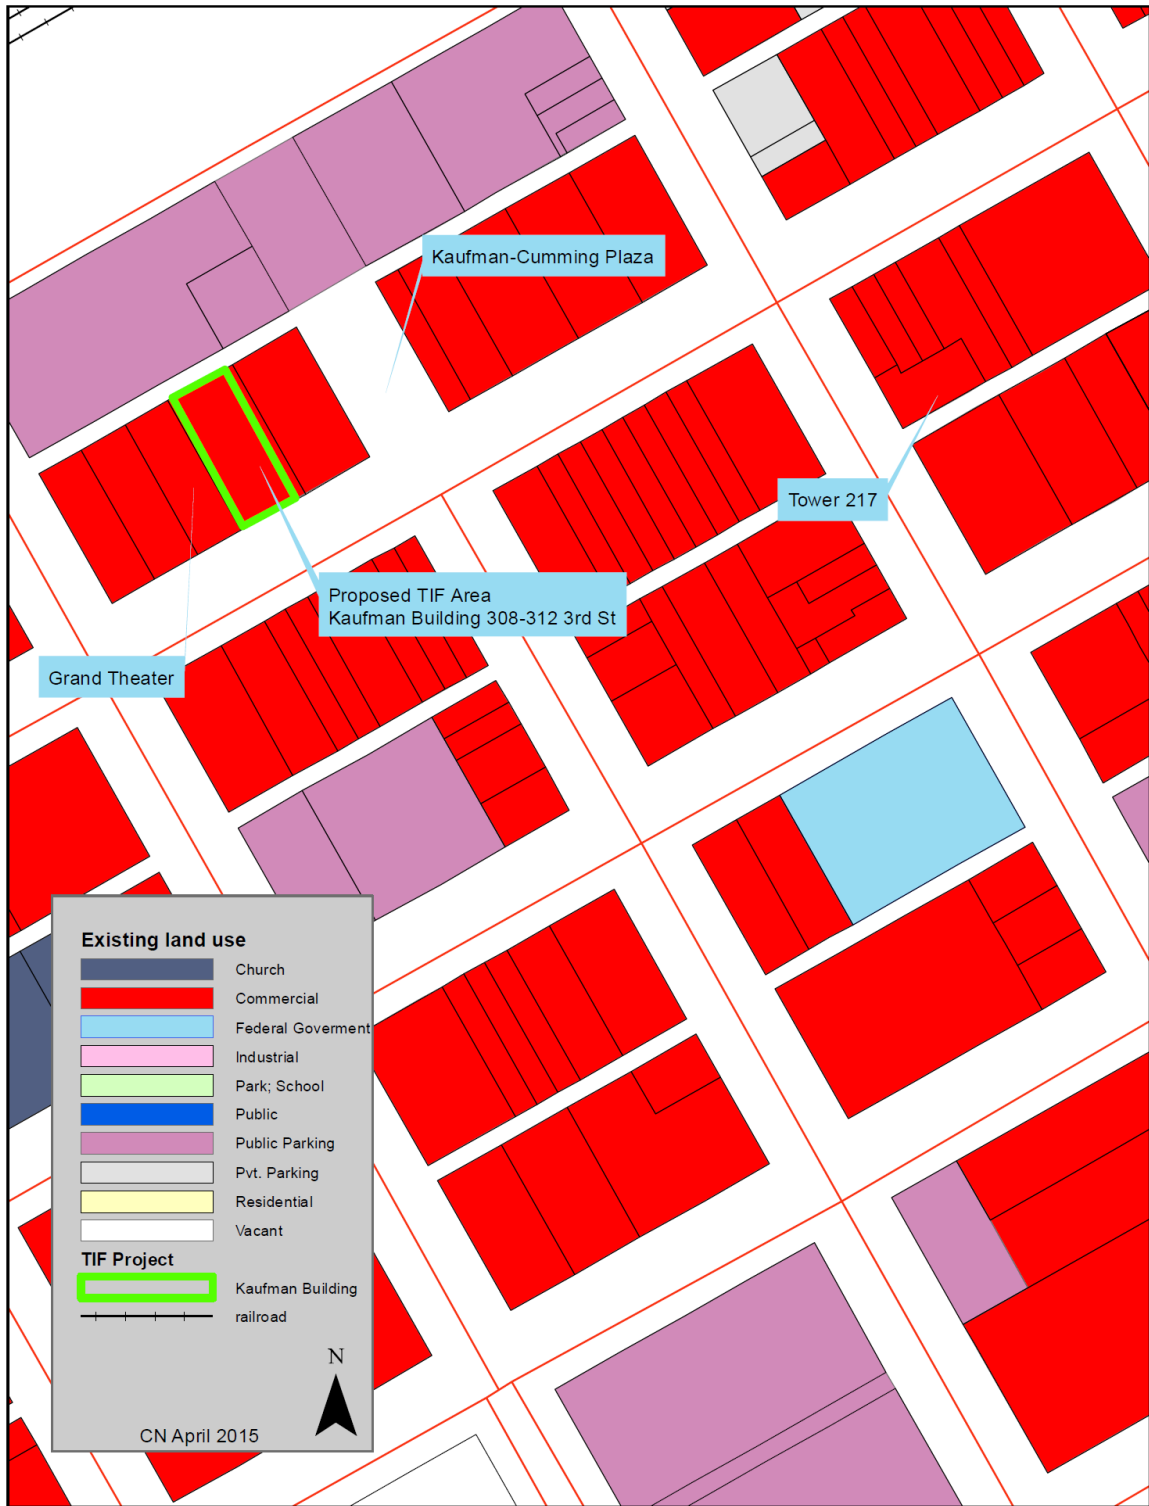 Kaufman-Cumming Plaza
Tower 217
Proposed TIF Area
Kaufman Building 308-312 3rd St
Grand Theater
Existing land use
Church
Commercial
Federal Goverment
Industrial
Park; School
Public
Public Parking
Pvt. Parking
Residential
Vacant
TIF Project
Kaufman Building
railroad
N
CN April 2015